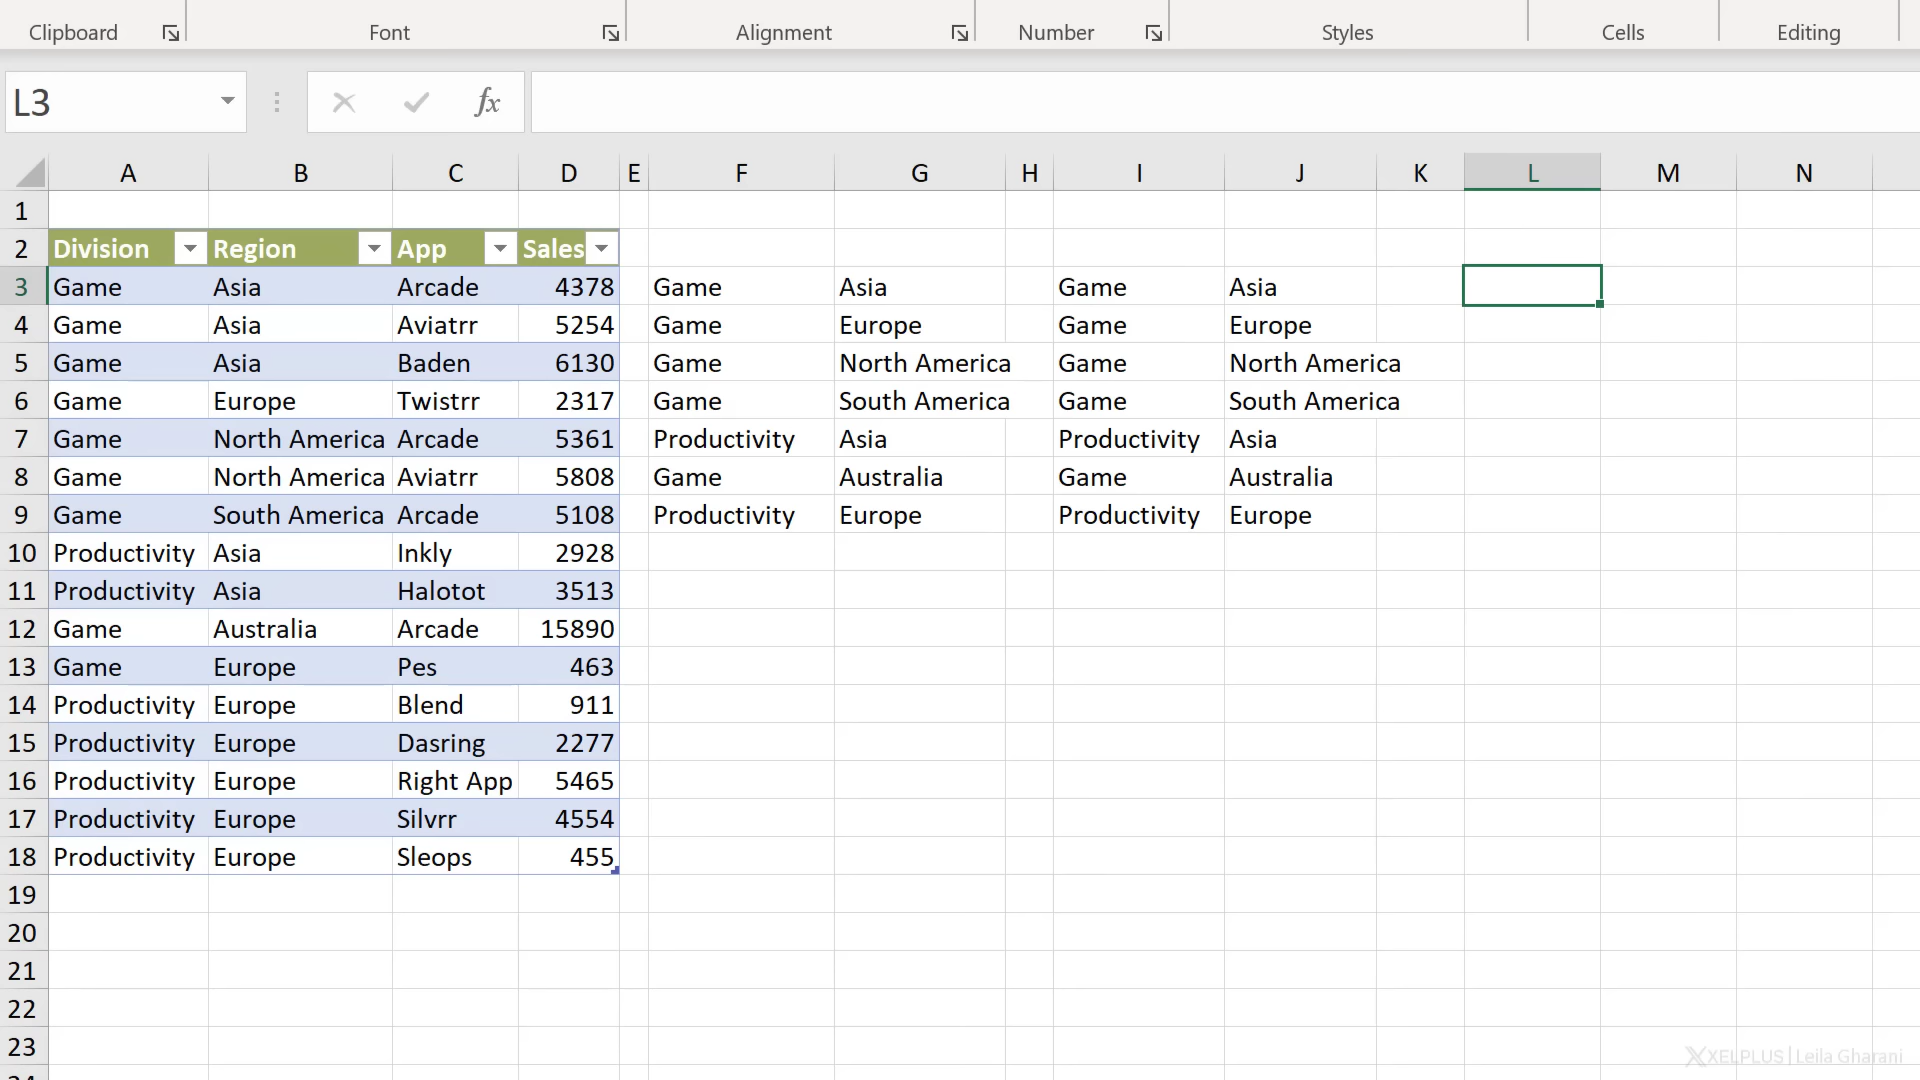 Clipboard Font Alignment Number Styles Cells Editing
L3 fx
A B C D E F G H I J K L M N
1
2 Division Region App Sales
3 Game Asia Arcade 4378 Game Asia Game Asia
4 Game Asia Aviatrr 5254 Game Europe Game Europe
5 Game Asia Baden 6130 Game North America Game North America
6 Game Europe Twistrr 2317 Game South America Game South America
7 Game North America Arcade 5361 Productivity Asia Productivity Asia
8 Game North America Aviatrr 5808 Game Australia Game Australia
9 Game South America Arcade 5108 Productivity Europe Productivity Europe
10 Productivity Asia Inkly 2928
11 Productivity Asia Halotot 3513
12 Game Australia Arcade 15890
13 Game Europe Pes 463
14 Productivity Europe Blend 911
15 Productivity Europe Dasring 2277
16 Productivity Europe Right App 5465
17 Productivity Europe Silvrr 4554
18 Productivity Europe Sleops 455
19
20
21
22
23
XELPLUS | Leila Gharani